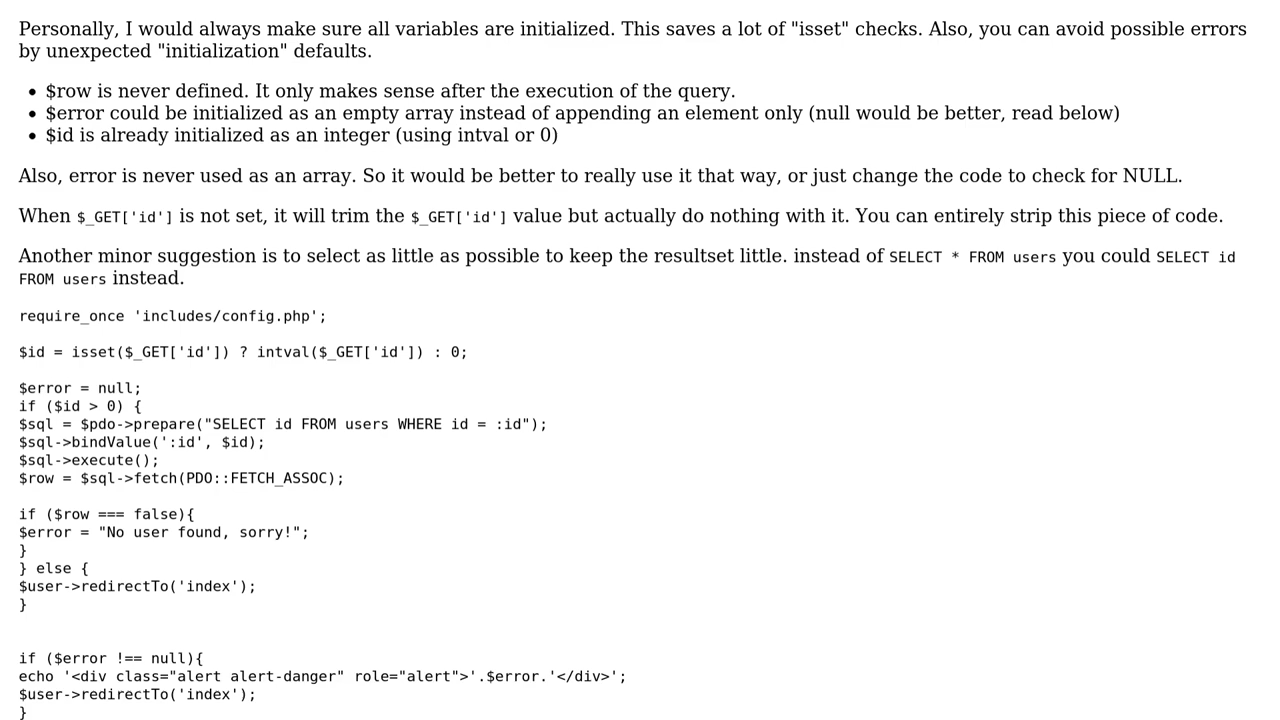 Personally, I would always make sure all variables are initialized. This saves a lot of "isset" checks. Also, you can avoid possible errors
by unexpected "initialization" defaults.
• $row is never defined. It only makes sense after the execution of the query.
• $error could be initialized as an empty array instead of appending an element only (null would be better, read below)
• $id is already initialized as an integer (using intval or 0)
Also, error is never used as an array. So it would be better to really use it that way, or just change the code to check for NULL.
When $_GET['id'] is not set, it will trim the $_GET['id'] value but actually do nothing with it. You can entirely strip this piece of code.
Another minor suggestion is to select as little as possible to keep the resultset little. instead of SELECT * FROM users you could SELECT id
FROM users instead.
require_once 'includes/config.php';
$id = isset($_GET['id']) ? intval($_GET['id']) : 0;
$error = null;
if ($id > 0) {
$sql = $pdo->prepare("SELECT id FROM users WHERE id = :id");
$sql->bindValue(':id', $id);
$sql->execute();
$row = $sql->fetch(PDO::FETCH_ASSOC);
if ($row === false){
$error = "No user found, sorry!";
}
} else {
$user->redirectTo('index');
}
if ($error !== null){
echo '<div class="alert alert-danger" role="alert">'.$error.'</div>';
$user->redirectTo('index');
}